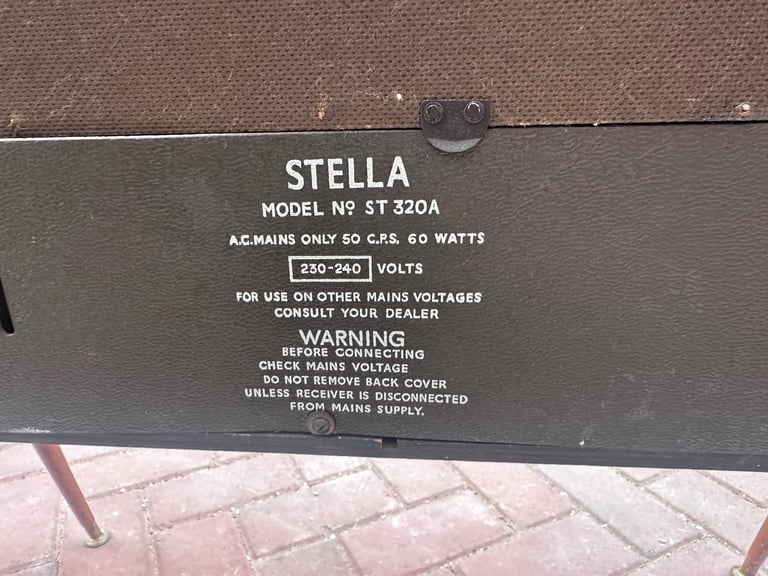 STELLA
MODEL Nº ST 320A
A.C. MAINS ONLY 50 C.P.S. 60 WATTS
230-240 VOLTS
FOR USE ON OTHER MAINS VOLTAGES
CONSULT YOUR DEALER
WARNING
BEFORE CONNECTING
CHECK MAINS VOLTAGE
DO NOT REMOVE BACK COVER
UNLESS RECEIVER IS DISCONNECTED
FROM MAINS SUPPLY.